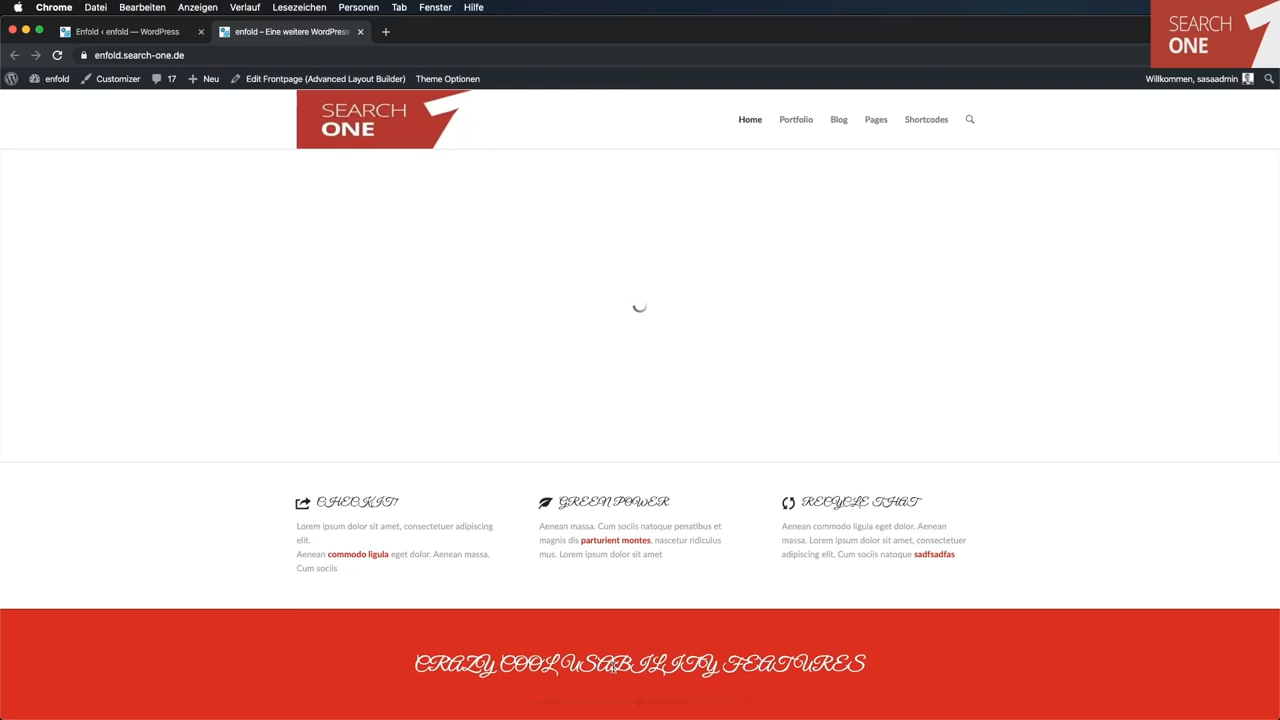 Chrome Datei Bearbeiten Anzeigen Verlauf Lesezeichen Personen Tab Fenster Hilfe
Enfold ‹ enfold — WordPress
enfold – Eine weitere WordPress
SEARCH
ONE
enfold.search-one.de
enfold Customizer 17 Neu Edit Frontpage (Advanced Layout Builder) Theme Optionen Willkommen, sasaadmin
SEARCH
ONE
Home Portfolio Blog Pages Shortcodes
CHECK IT!
Lorem ipsum dolor sit amet, consectetuer adipiscing
elit.
Aenean commodo ligula eget dolor. Aenean massa.
Cum sociis
GREEN POWER
Aenean massa. Cum sociis natoque penatibus et
magnis dis parturient montes, nascetur ridiculus
mus. Lorem ipsum dolor sit amet
RECYCLE THAT
Aenean commodo ligula eget dolor. Aenean
massa. Lorem ipsum dolor sit amet, consectetuer
adipiscing elit. Cum sociis natoque sadfsadfas
CRAZY COOL USABILITY FEATURES